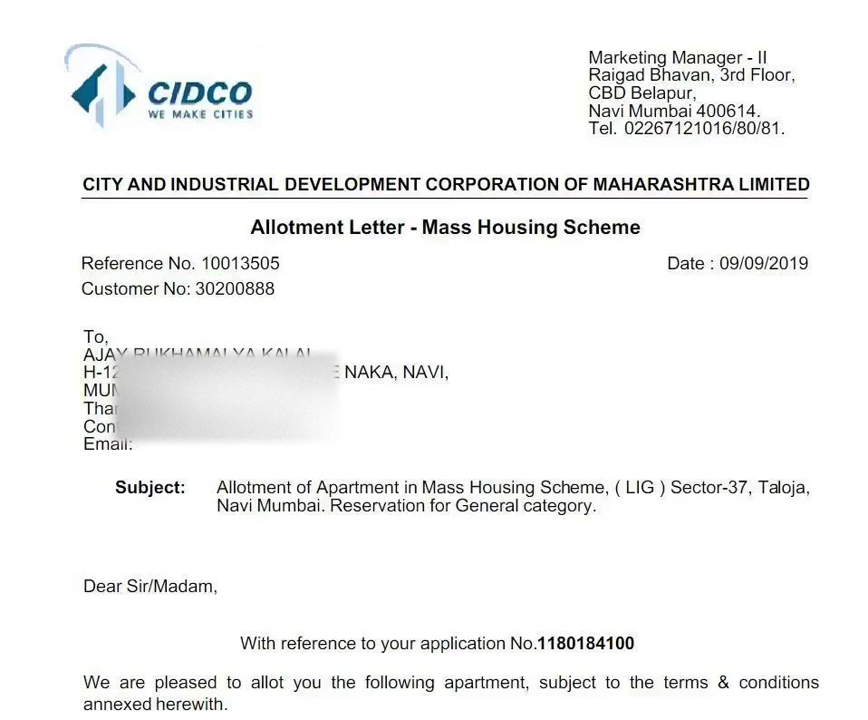 CIDCO
WE MAKE CITIES
Marketing Manager - II
Raigad Bhavan, 3rd Floor,
CBD Belapur,
Navi Mumbai 400614.
Tel. 02267121016/80/81.
CITY AND INDUSTRIAL DEVELOPMENT CORPORATION OF MAHARASHTRA LIMITED
Allotment Letter - Mass Housing Scheme
Reference No. 10013505
Date : 09/09/2019
Customer No: 30200888
To,
NAKA, NAVI,
Email:
Subject: Allotment of Apartment in Mass Housing Scheme, ( LIG ) Sector-37, Taloja,
Navi Mumbai. Reservation for General category.
Dear Sir/Madam,
With reference to your application No.1180184100
We are pleased to allot you the following apartment, subject to the terms & conditions
annexed herewith.